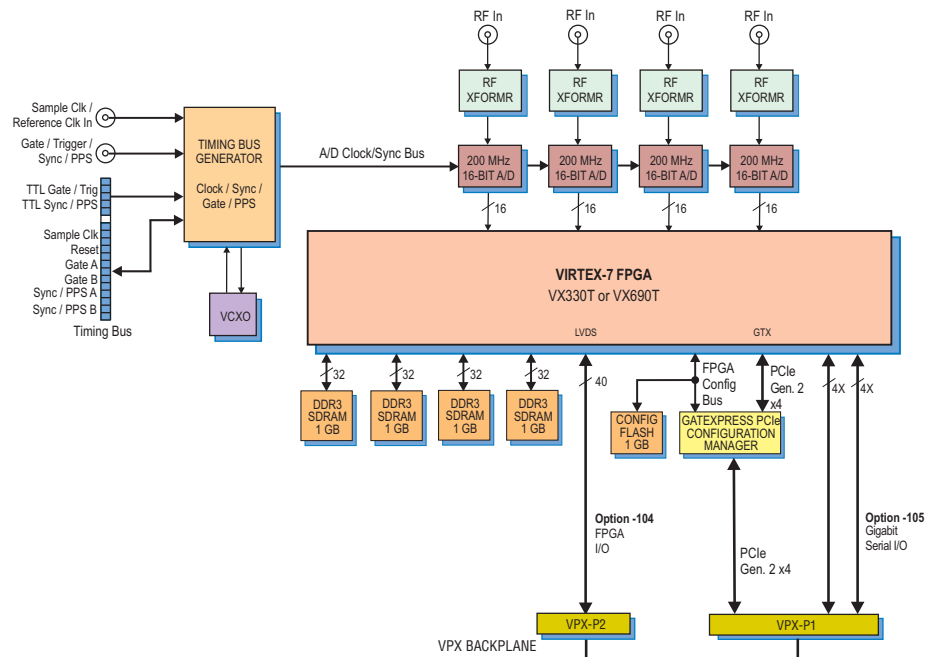 RF In
RF In
RF In
RF In
RF
XFORMR
RF
XFORMR
RF
XFORMR
RF
XFORMR
Sample Clk /
Reference Clk In
Gate / Trigger /
Sync / PPS
TTL Gate / Trig
TTL Sync / PPS
Sample Clk
Reset
Gate A
Gate B
Sync / PPS A
Sync / PPS B
Timing Bus
TIMING BUS
GENERATOR
Clock / Sync /
Gate / PPS
VCXO
A/D Clock/Sync Bus
200 MHz
16-BIT A/D
200 MHz
16-BIT A/D
200 MHz
16-BIT A/D
200 MHz
16-BIT A/D
16
16
16
16
VIRTEX-7 FPGA
VX330T or VX690T
LVDS
GTX
32
32
32
32
40
FPGA
Config
Bus
PCIe
Gen. 2
x4
4X
4X
DDR3
SDRAM
1 GB
DDR3
SDRAM
1 GB
DDR3
SDRAM
1 GB
DDR3
SDRAM
1 GB
CONFIG
FLASH
1 GB
GATEXPRESS PCIe
CONFIGURATION
MANAGER
Option -104
FPGA
I/O
PCIe
Gen. 2 x4
Option -105
Gigabit
Serial I/O
VPX-P2
VPX-P1
VPX BACKPLANE